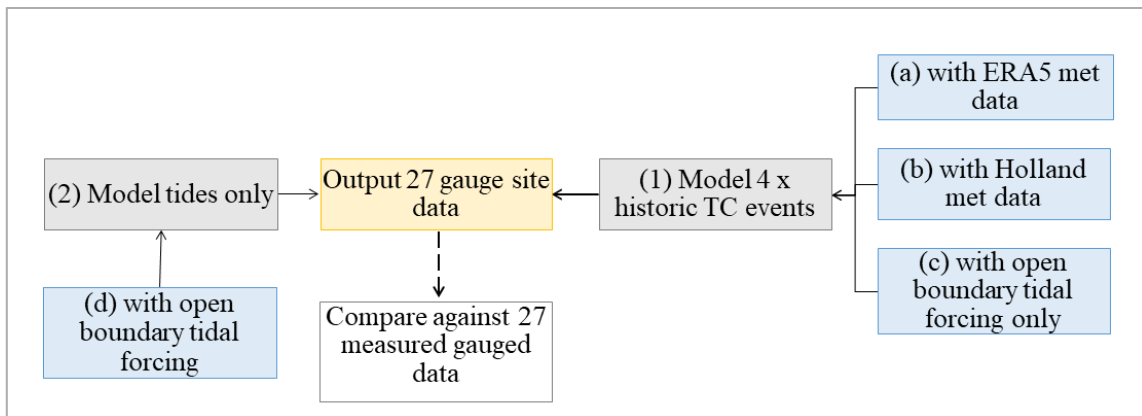 (a) with ERA5 met
data
(2) Model tides only
Output 27 gauge site
data
(1) Model 4 x
historic TC events
(b) with Holland
met data
(d) with open
boundary tidal
forcing
Compare against 27
measured gauged
data
(c) with open
boundary tidal
forcing only